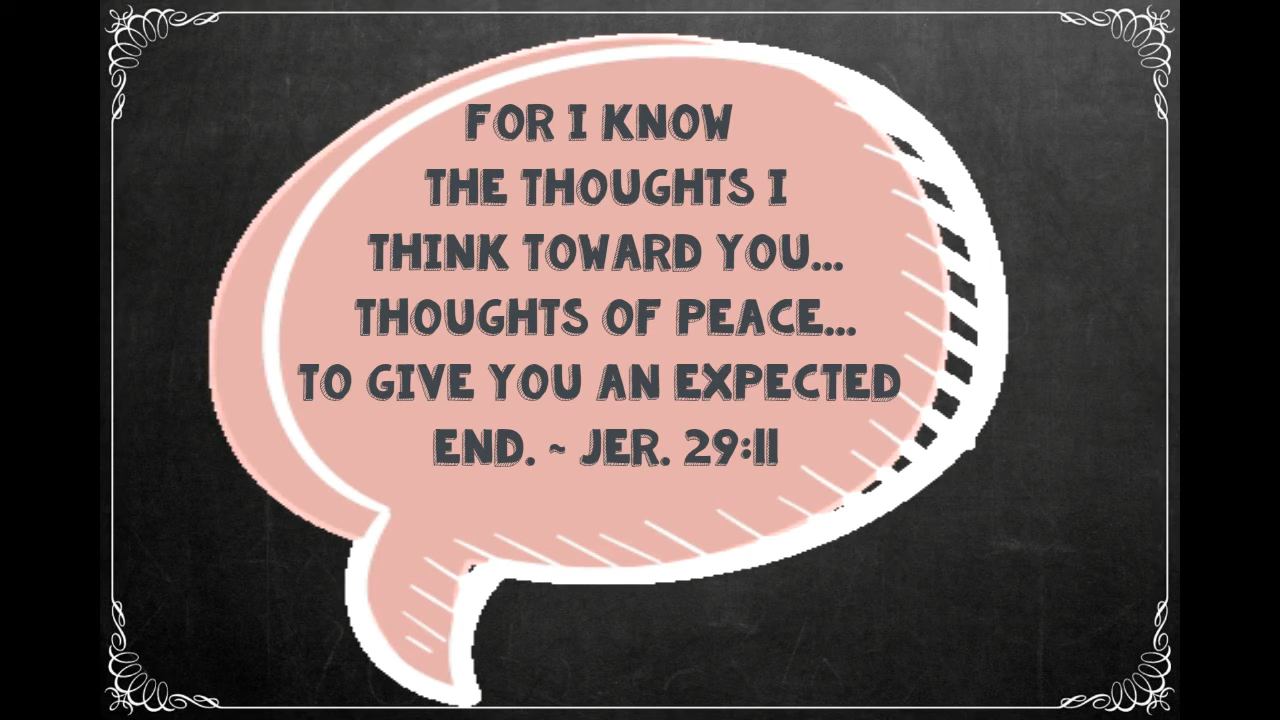 FOR I KNOW
THE THOUGHTS I
THINK TOWARD YOU...
THOUGHTS OF PEACE...
TO GIVE YOU AN EXPECTED
END. ~ JER. 29:11